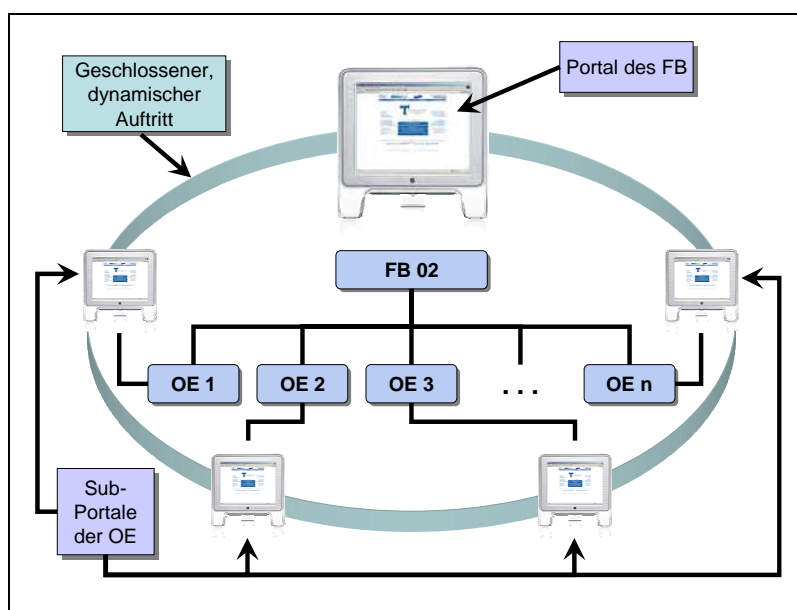 Geschlossener,
dynamischer
Auftritt
Portal des FB
FB 02
OE 1
OE 2
OE 3
. . .
OE n
Sub-
Portale
der OE